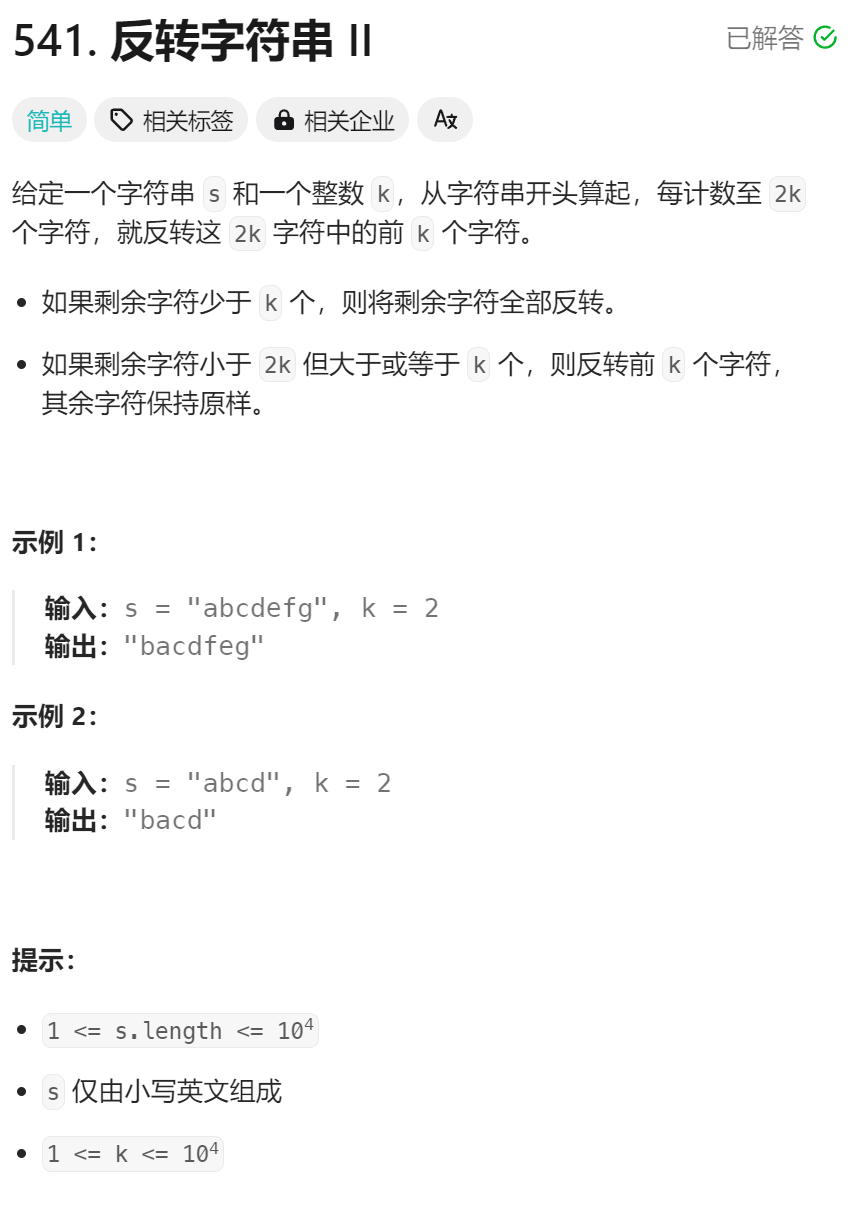 541. 反转字符串 II
已解答
简单
相关标签
相关企业
给定一个字符串 s 和一个整数 k，从字符串开头算起，每计数至 2k
个字符，就反转这 2k 字符中的前 k 个字符。
如果剩余字符少于 k 个，则将剩余字符全部反转。
如果剩余字符小于 2k 但大于或等于 k 个，则反转前 k 个字符，
其余字符保持原样。
示例 1：
输入：s = "abcdefg", k = 2
输出："bacdfeg"
示例 2：
输入：s = "abcd", k = 2
输出："bacd"
提示：
1 <= s.length <= 10⁴
s 仅由小写英文组成
1 <= k <= 10⁴